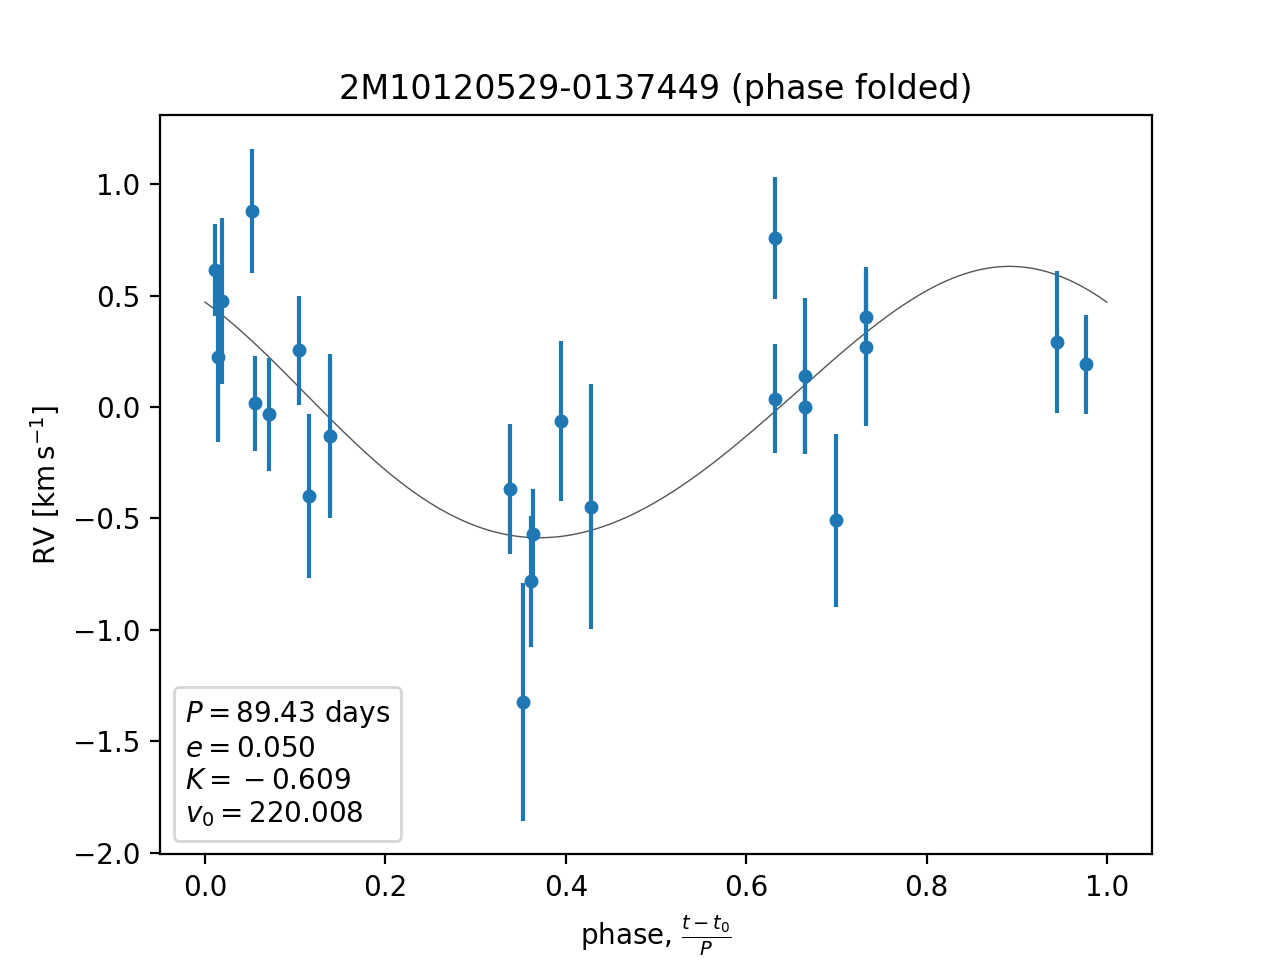 2M10120529-0137449 (phase folded)
RV [km s⁻¹]
1.0
0.5
0.0
−0.5
−1.0
−1.5
−2.0
P = 89.43 days
e = 0.050
K = −0.609
v₀ = 220.008
0.0 0.2 0.4 0.6 0.8 1.0
phase, (t − t₀)/P